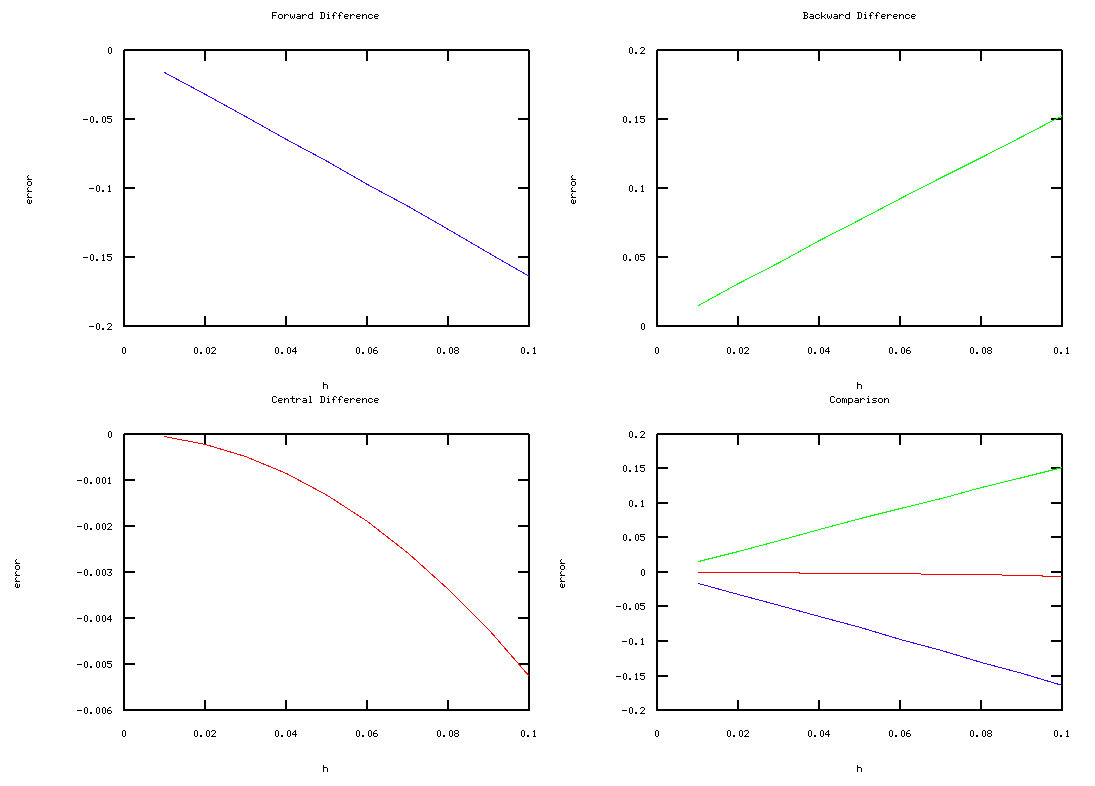 Forward Difference
Backward Difference
0
-0.05
-0.1
-0.15
-0.2
error
0 0.02 0.04 0.06 0.08 0.1
h
0.2
0.15
0.1
0.05
0
error
0 0.02 0.04 0.06 0.08 0.1
h
Central Difference
Comparison
0
-0.001
-0.002
-0.003
-0.004
-0.005
-0.006
error
0 0.02 0.04 0.06 0.08 0.1
h
0.2
0.15
0.1
0.05
0
-0.05
-0.1
-0.15
-0.2
error
0 0.02 0.04 0.06 0.08 0.1
h